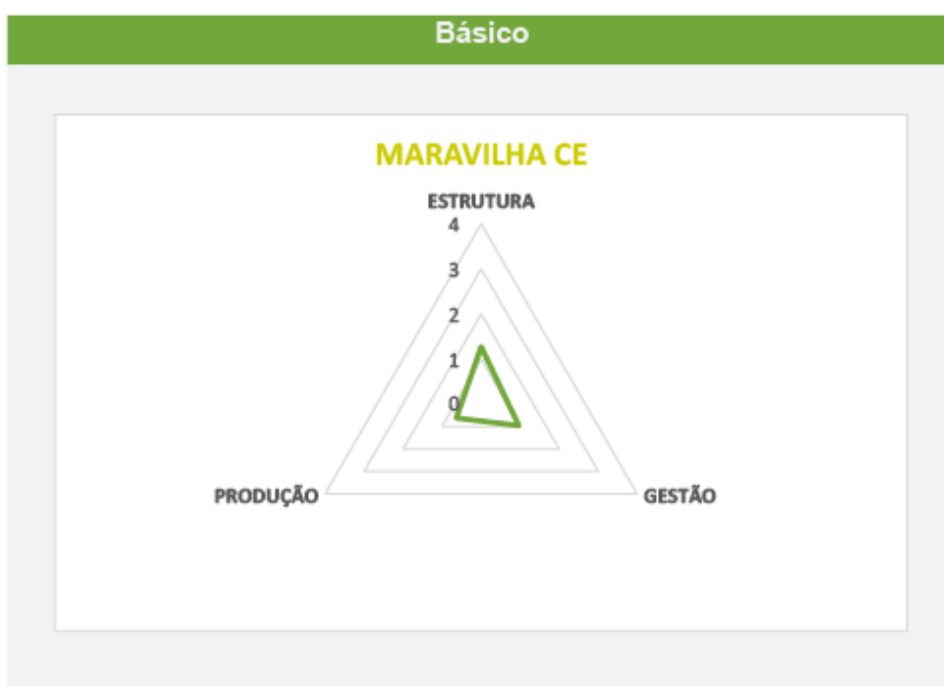 Básico
MARAVILHA CE
ESTRUTURA
4
3
2
1
0
PRODUÇÃO
GESTÃO